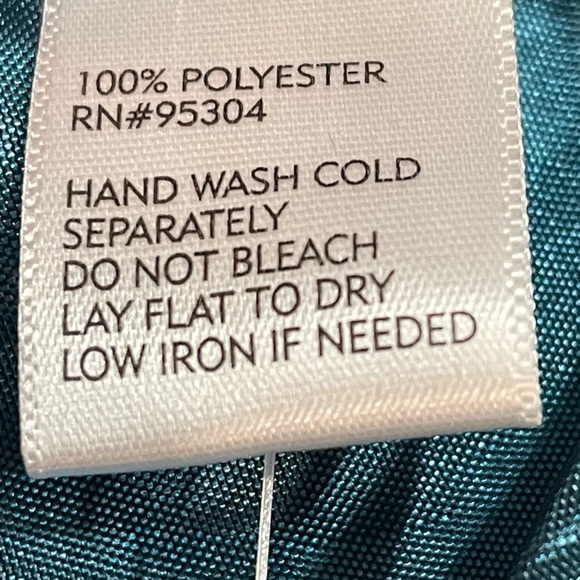 100% POLYESTER
RN#95304
HAND WASH COLD
SEPARATELY
DO NOT BLEACH
LAY FLAT TO DRY
LOW IRON IF NEEDED